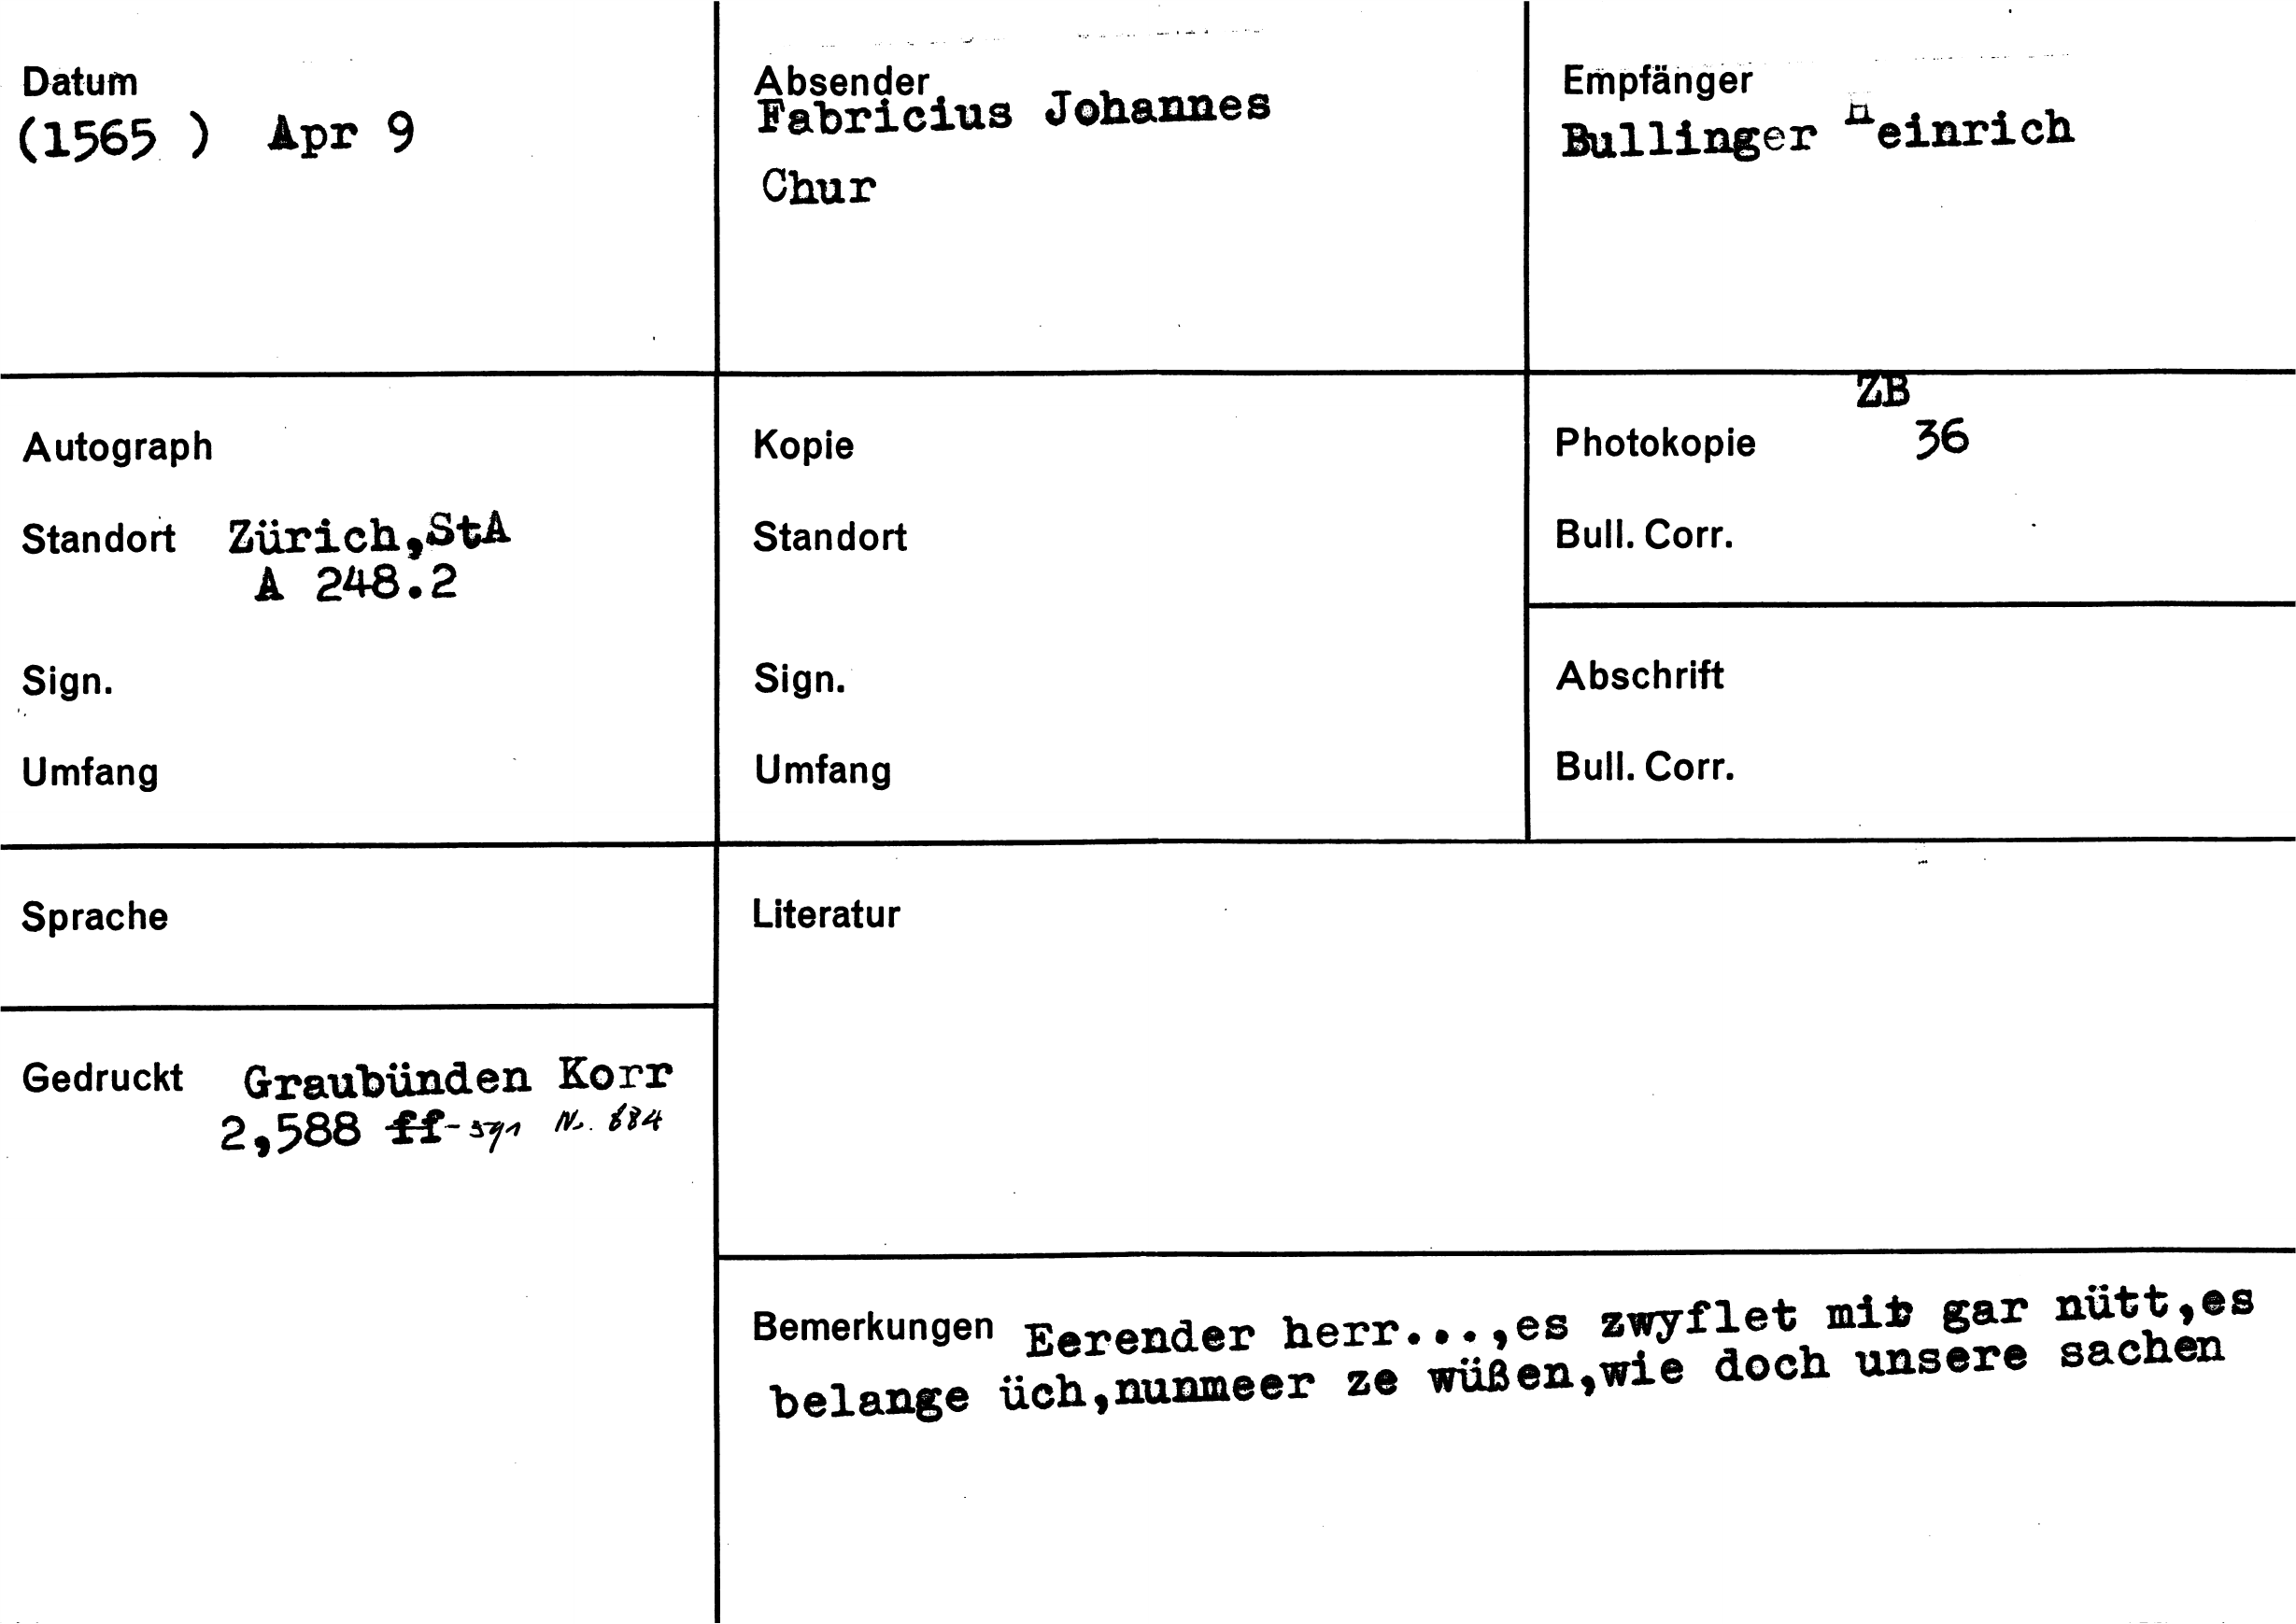 Datum
(1565 ) Apr 9
Absender
Fabricius Johannes
Chur
Empfänger
Bullinger Heinrich
Autograph
Standort Zürich,StA
A 248.2
Sign.
Umfang
Kopie
Standort
Sign.
Umfang
ZB
Photokopie 36
Bull. Corr.
Abschrift
Bull. Corr.
Sprache
Literatur
Gedruckt Graubünden Korr
2,588 ff - 591 No. 684
Bemerkungen Eerender herr...,es zwyflet mir gar nütt,es
belange üch,nunmeer ze wüßen,wie doch unsere sachen